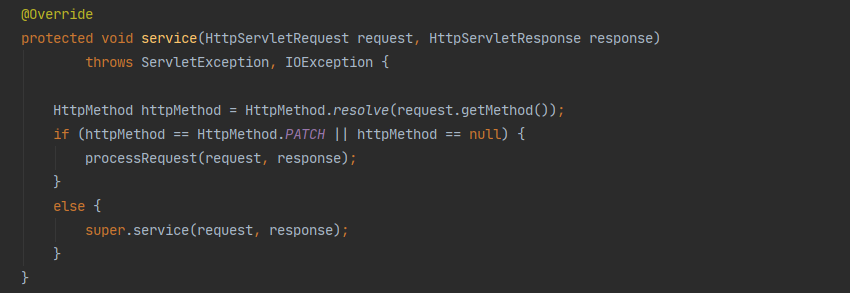 @Override
protected void service(HttpServletRequest request, HttpServletResponse response)
throws ServletException, IOException {
HttpMethod httpMethod = HttpMethod.resolve(request.getMethod());
if (httpMethod == HttpMethod.PATCH || httpMethod == null) {
processRequest(request, response);
}
else {
super.service(request, response);
}
}